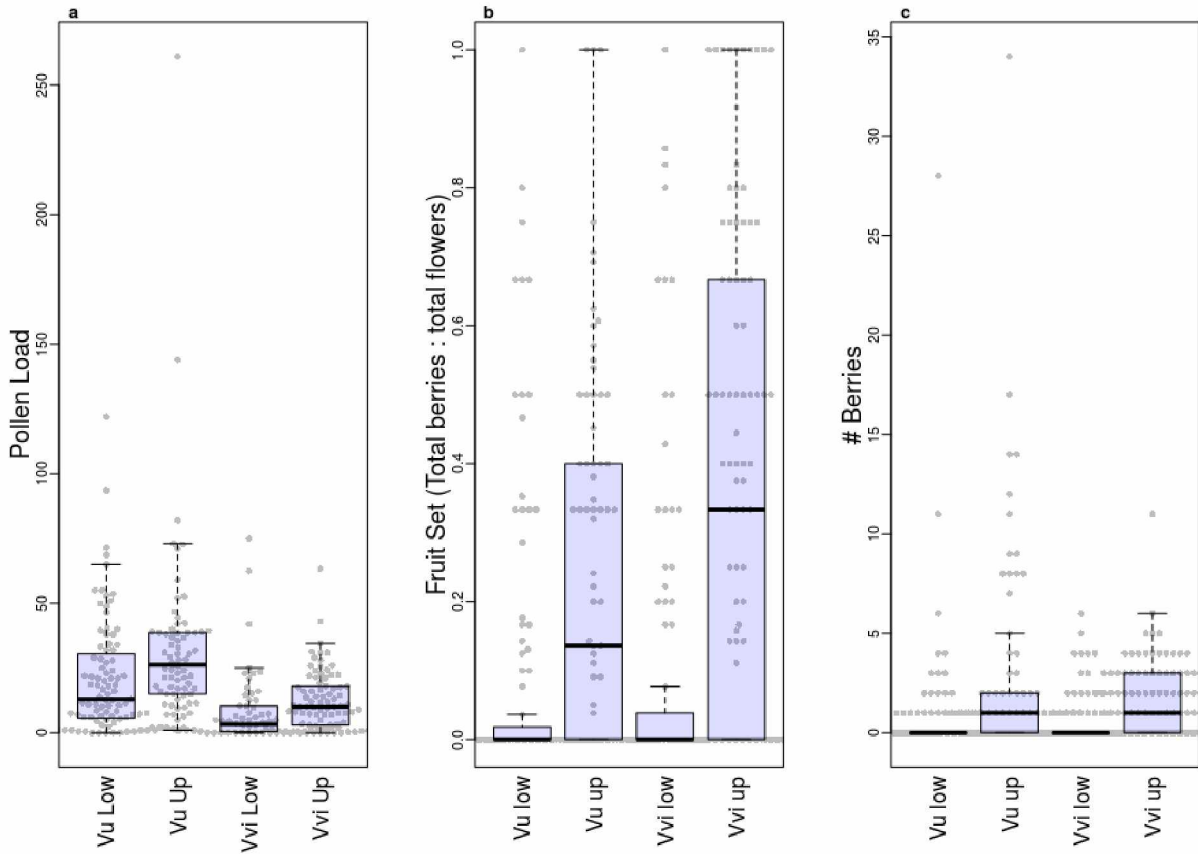 a
Pollen Load
250
200
150
100
50
0
Vu Low
Vu Up
Vvi Low
Vvi Up
b
Fruit Set (Total berries : total flowers)
1.0
0.8
0.6
0.4
0.2
0.0
Vu low
Vu up
Vvi low
Vvi up
c
# Berries
35
30
25
20
15
10
5
0
Vu low
Vu up
Vvi low
Vvi up